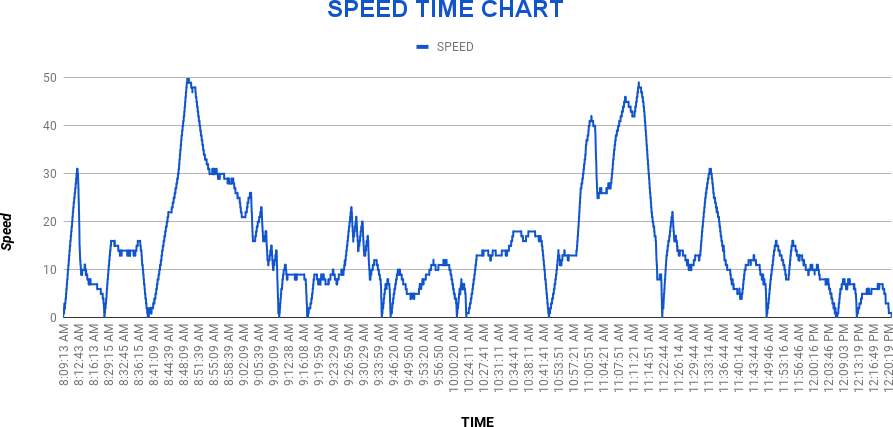 SPEED TIME CHART
SPEED
50
40
30
20
10
0
Speed
8:09:13 AM
8:12:43 AM
8:16:13 AM
8:29:15 AM
8:32:45 AM
8:36:15 AM
8:41:09 AM
8:44:39 AM
8:48:09 AM
8:51:39 AM
8:55:09 AM
8:58:39 AM
9:02:09 AM
9:05:39 AM
9:09:09 AM
9:12:38 AM
9:16:08 AM
9:19:59 AM
9:23:29 AM
9:26:59 AM
9:30:29 AM
9:33:59 AM
9:46:20 AM
9:49:50 AM
9:53:20 AM
9:56:50 AM
10:00:20 AM
10:24:11 AM
10:27:41 AM
10:31:11 AM
10:34:41 AM
10:38:11 AM
10:41:41 AM
10:53:51 AM
10:57:21 AM
11:00:51 AM
11:04:21 AM
11:07:51 AM
11:11:21 AM
11:14:51 AM
11:22:44 AM
11:26:14 AM
11:29:44 AM
11:33:14 AM
11:36:44 AM
11:40:14 AM
11:43:44 AM
11:49:46 AM
11:53:16 AM
11:56:46 AM
12:00:16 PM
12:03:46 PM
12:09:03 PM
12:13:19 PM
12:16:49 PM
12:20:19 PM
TIME